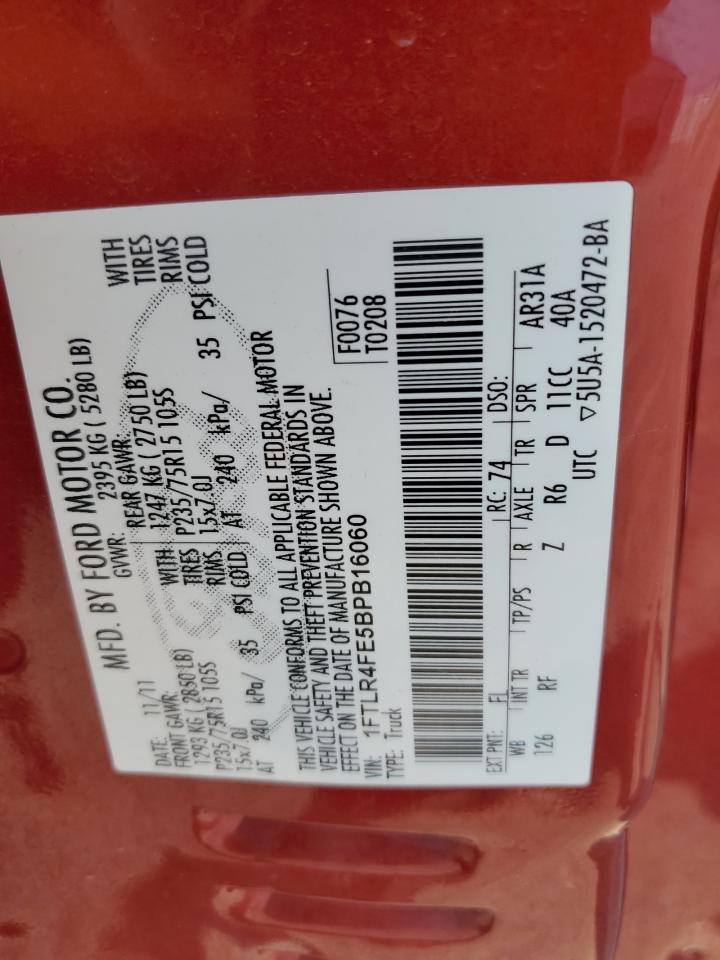 MFD. BY FORD MOTOR CO.
DATE: 11/11 GVWR: 2395 KG ( 5280 LB)
FRONT GAWR: REAR GAWR:
1293 KG ( 2850 LB) WITH 1247 KG ( 2750 LB) WITH
P235/75R15 105S TIRES P235/75R15 105S TIRES
15x7.0J RIMS 15x7.0J RIMS
AT 240 kPa/ 35 PSI COLD AT 240 kPa/ 35 PSI COLD
THIS VEHICLE CONFORMS TO ALL APPLICABLE FEDERAL MOTOR
VEHICLE SAFETY AND THEFT PREVENTION STANDARDS IN
EFFECT ON THE DATE OF MANUFACTURE SHOWN ABOVE.
VIN: 1FTLR4FE5BPB16060 F0076
TYPE: Truck T0208
EXT PNT: FL RC: 74 DSO:
WB INT TR TP/PS R AXLE TR SPR AR31A
126 RF Z R6 D 11CC 40A
UTC ▽5U5A-1520472-BA